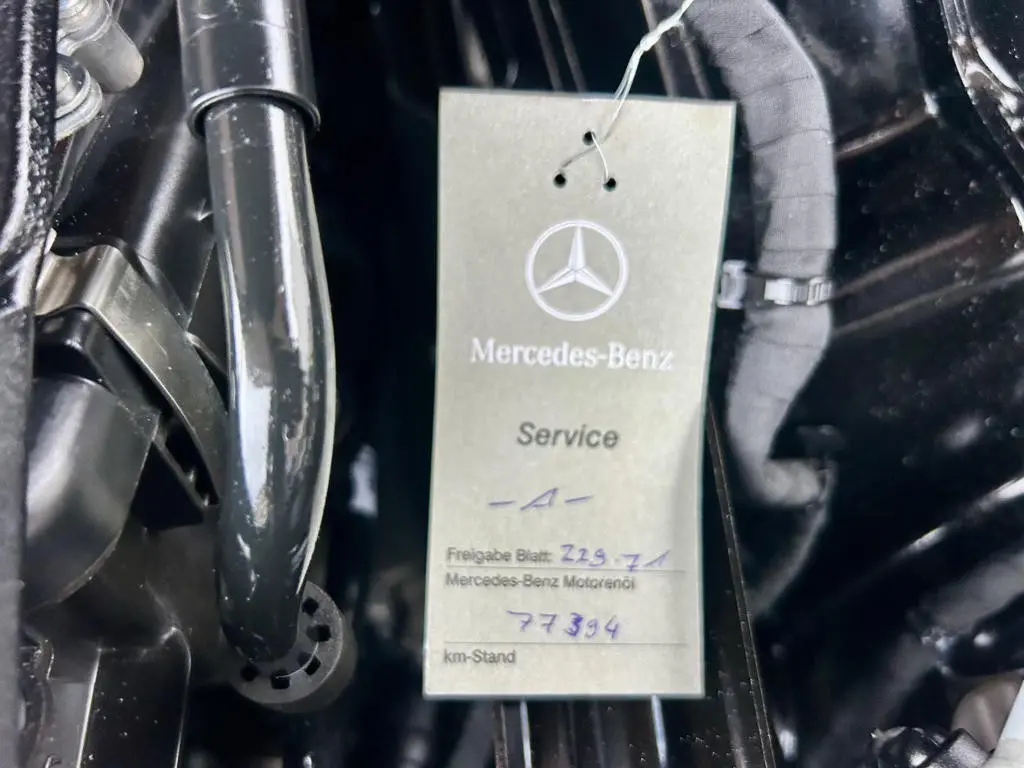 Mercedes-Benz
Service
- A -
Freigabe Blatt: 229.71
Mercedes-Benz Motorenöl
77394
km-Stand